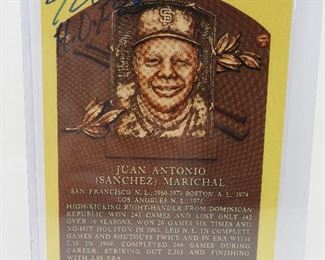 H.O.F.
SF
JUAN ANTONIO
(SANCHEZ) MARICHAL
SAN FRANCISCO N.L., 1960-1973 BOSTON A.L. 1974
LOS ANGELES N.L. 1975
HIGH-KICKING RIGHT-HANDER FROM DOMINICAN
REPUBLIC WON 243 GAMES AND LOST ONLY 142
OVER 16 SEASONS. WON 20 GAMES SIX TIMES AND
NO-HIT HOUSTON IN 1963. LED N.L. IN COMPLETE
GAMES AND SHUTOUTS TWICE AND IN ERA WITH
2.10 IN 1969. COMPLETED 244 GAMES DURING
CAREER, STRIKING OUT 2,303 AND FINISHING
WITH 2.89 ERA.